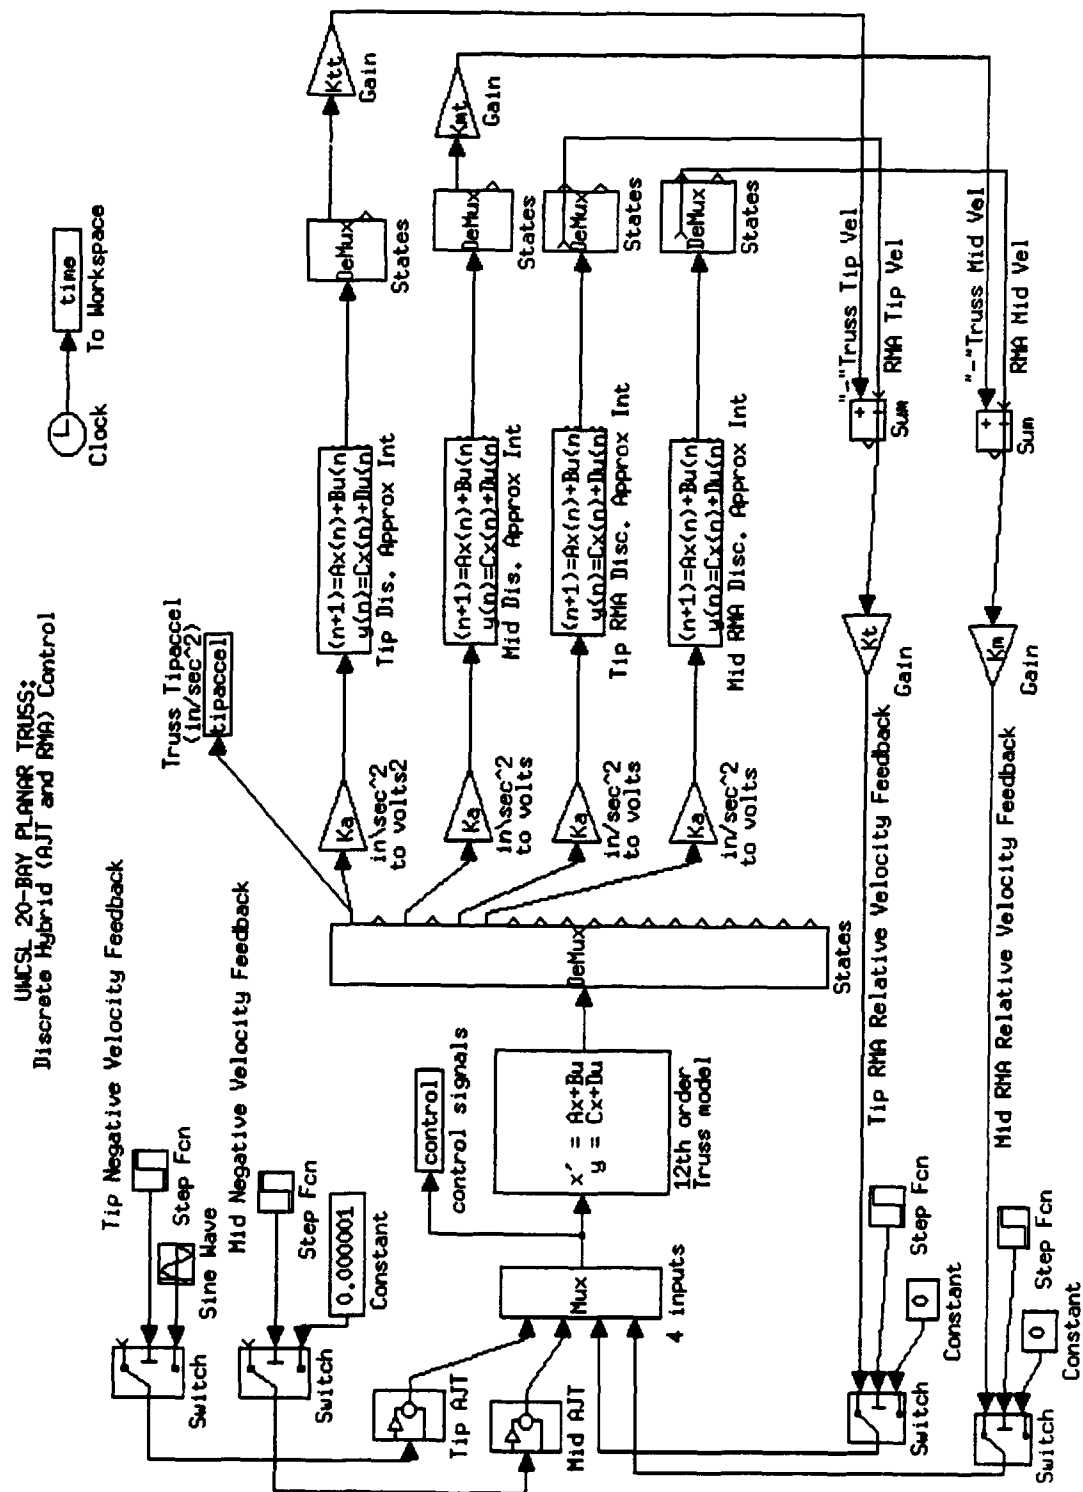 UWCSL 20-BAY PLANAR TRUSS:
Discrete Hybrid (AJT and RMA) Control
Clock
time
To Workspace
Tip Negative Velocity Feedback
Step Fcn
Sine Wave
Switch
Mid Negative Velocity Feedback
Step Fcn
0.000001
Constant
Switch
Tip AJT
Mid AJT
Mux
4 inputs
control
control signals
x' = Ax+Bu
y = Cx+Du
12th order
Truss model
DeMux
States
Truss Tipaccel
(in/sec^2)
tipaccel
Ka
in\sec^2
to volts2
(n+1)=Ax(n)+Bu(n
y(n)=Cx(n)+Du(n
Tip Dis. Approx Int
DeMux
States
Ktt
Gain
Ka
in\sec^2
to volts
(n+1)=Ax(n)+Bu(n
y(n)=Cx(n)+Du(n
Mid Dis. Approx Int
DeMux
States
Kmt
Gain
Ka
in/sec^2
to volts
(n+1)=Ax(n)+Bu(n
y(n)=Cx(n)+Du(n
Tip RMA Disc. Approx Int
DeMux
States
Ka
in/sec^2
to volts
(n+1)=Ax(n)+Bu(n
y(n)=Cx(n)+Du(n
Mid RMA Disc. Approx Int
DeMux
States
"-"Truss Tip Vel
RMA Tip Vel
+
+
Sum
Kt
Gain
Tip RMA Relative Velocity Feedback
Step Fcn
0
Constant
Switch
"-"Truss Mid Vel
RMA Mid Vel
+
+
Sum
Km
Gain
Mid RMA Relative Velocity Feedback
Step Fcn
0
Constant
Switch